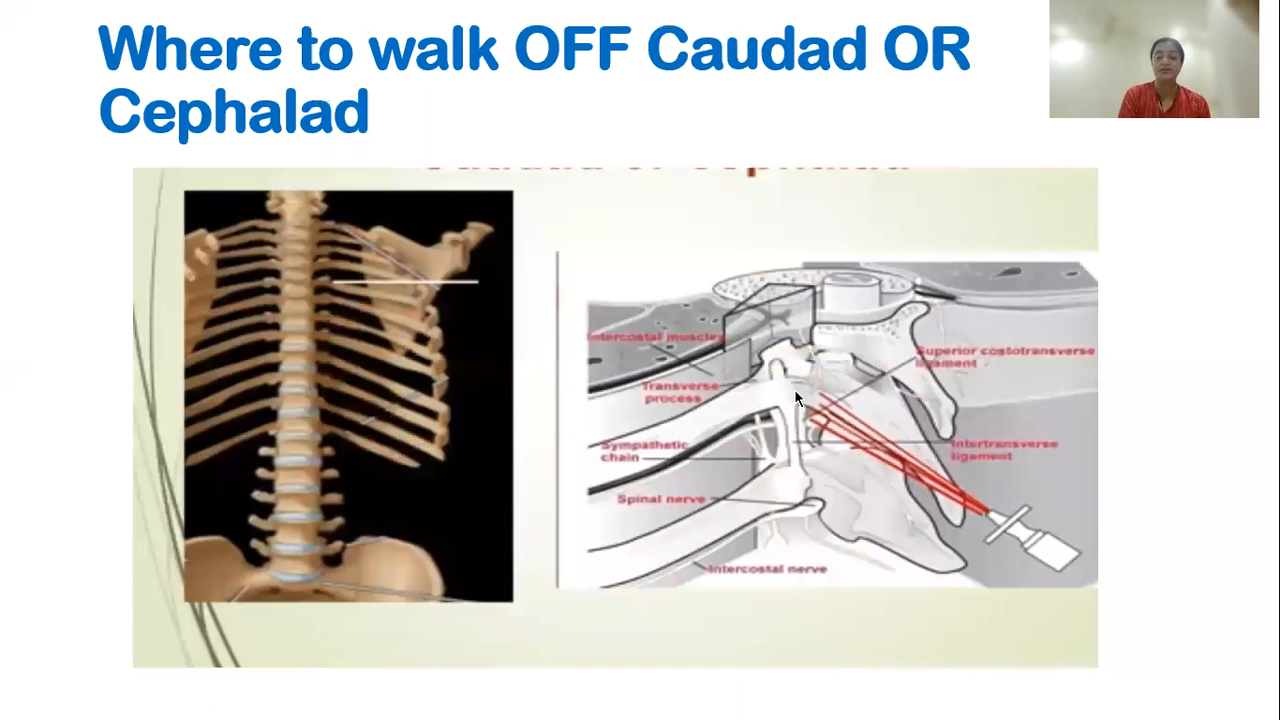 Where to walk OFF Caudad OR
Cephalad
Intercostal muscles
Superior costotransverse
ligament
Transverse
process
Sympathetic
chain
Intertransverse
ligament
Spinal nerve
Intercostal nerve